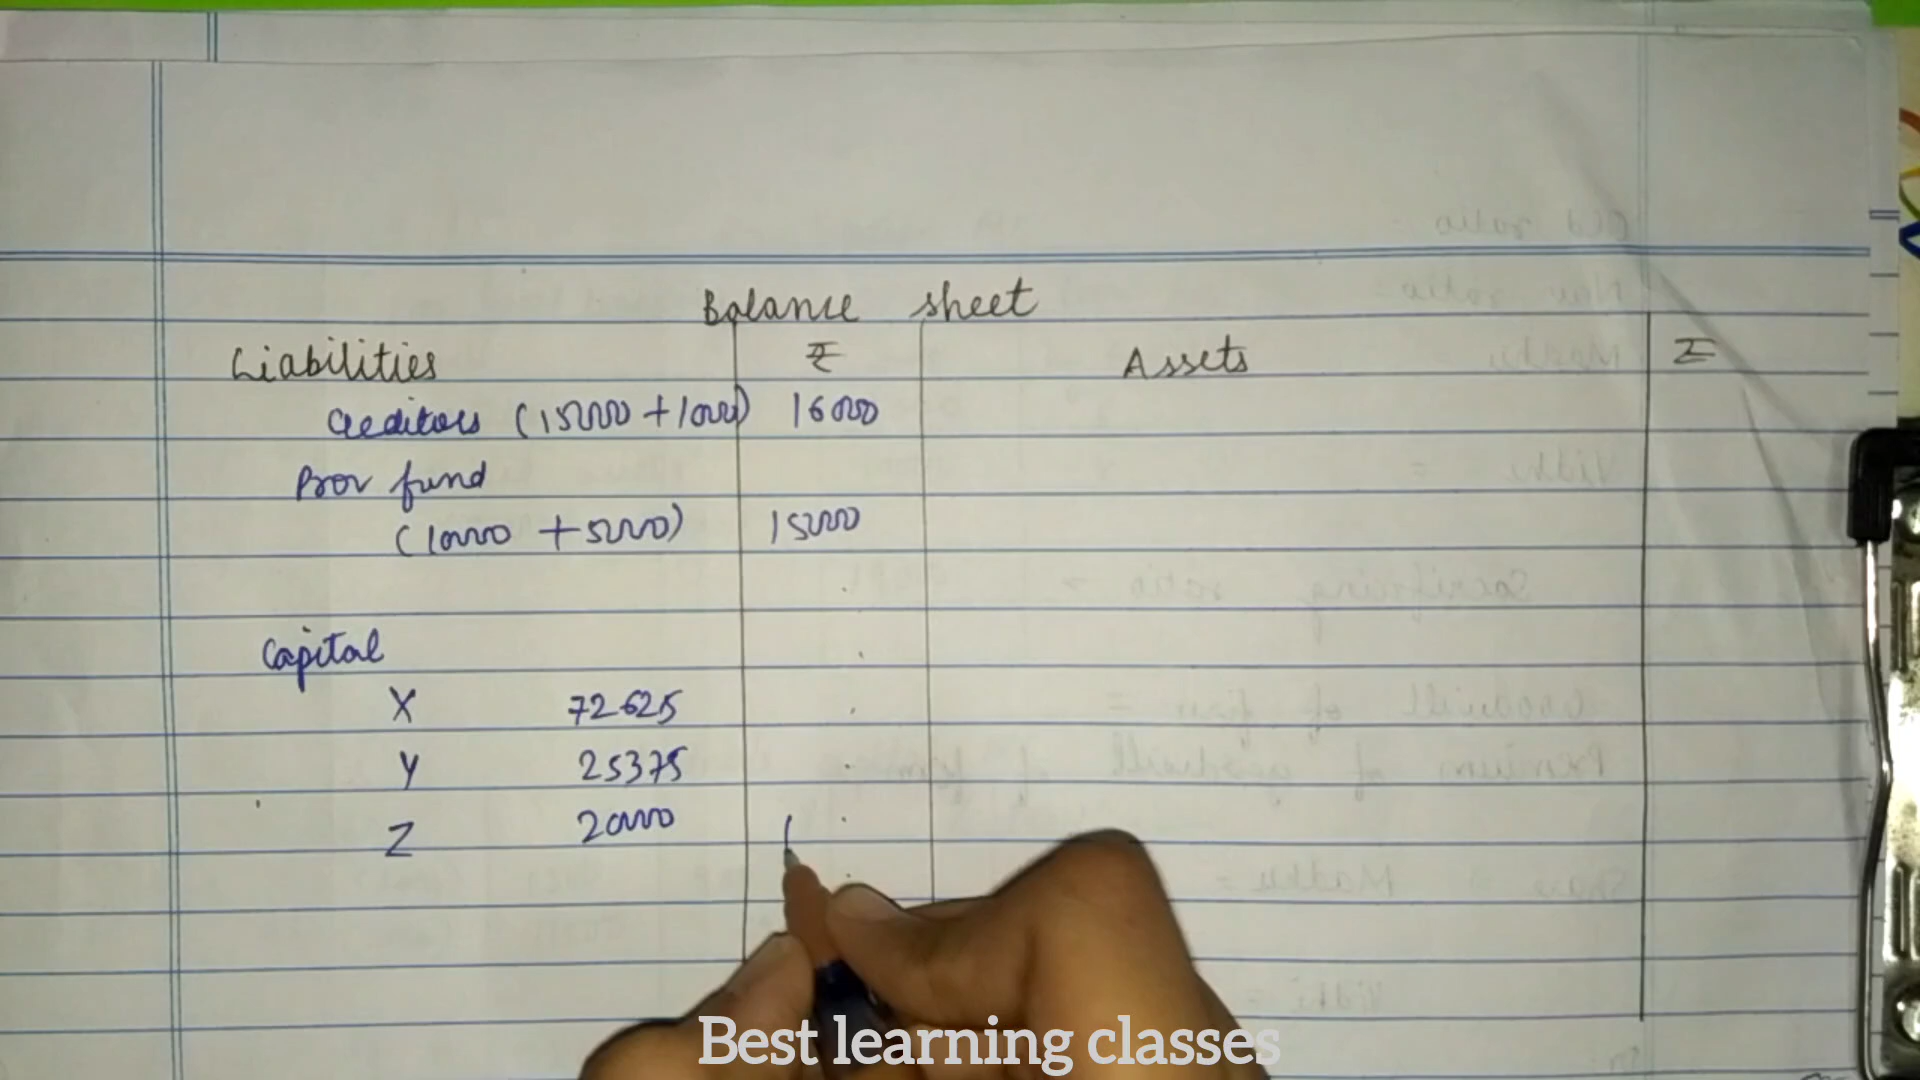 Balance sheet
Liabilities ₹ Assets ₹
Creditors (15000 + 1000) 16000
Prov fund
(10000 + 5000) 15000
Capital
X 72625
Y 25375
Z 20000
Best learning classes